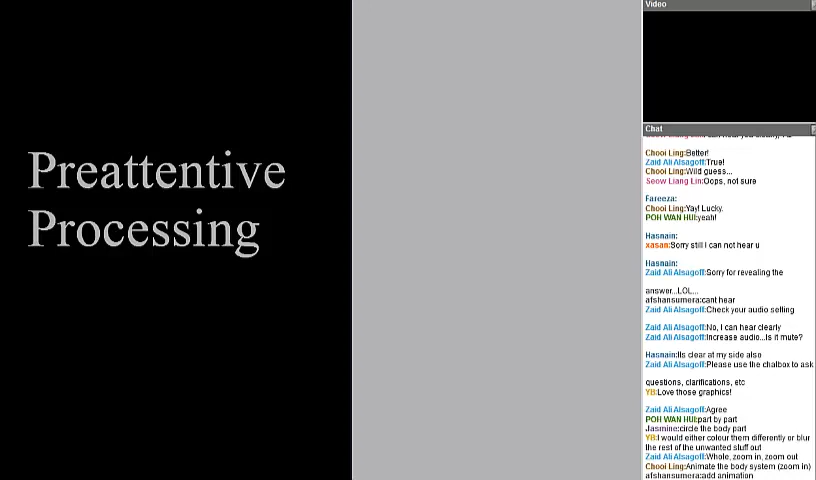 Preattentive
Processing
Video
Chat
Chooi Ling:Better!
Zaid Ali Alsagoff:True!
Chooi Ling:Wild guess...
Seow Liang Lin:Oops, not sure
Fareeza:
Chooi Ling:Yay! Lucky.
POH WAN HUI:yeah!
Hasnain:
xasan:Sorry still I can not hear u
Hasnain:
Zaid Ali Alsagoff:Sorry for revealing the
answer...LOL...
afshansumera:cant hear
Zaid Ali Alsagoff:Check your audio setting
Zaid Ali Alsagoff:No, I can hear clearly
Zaid Ali Alsagoff:Increase audio...Is it mute?
Hasnain:Its clear at my side also
Zaid Ali Alsagoff:Please use the chatbox to ask
questions, clarifications, etc
YB:Love those graphics!
Zaid Ali Alsagoff:Agree
POH WAN HUI:part by part
Jasmine:circle the body part
YB:I would either colour them differently or blur
the rest of the unwanted stuff out
Zaid Ali Alsagoff:Whole, zoom in, zoom out
Chooi Ling:Animate the body system (zoom in)
afshansumera:add animation